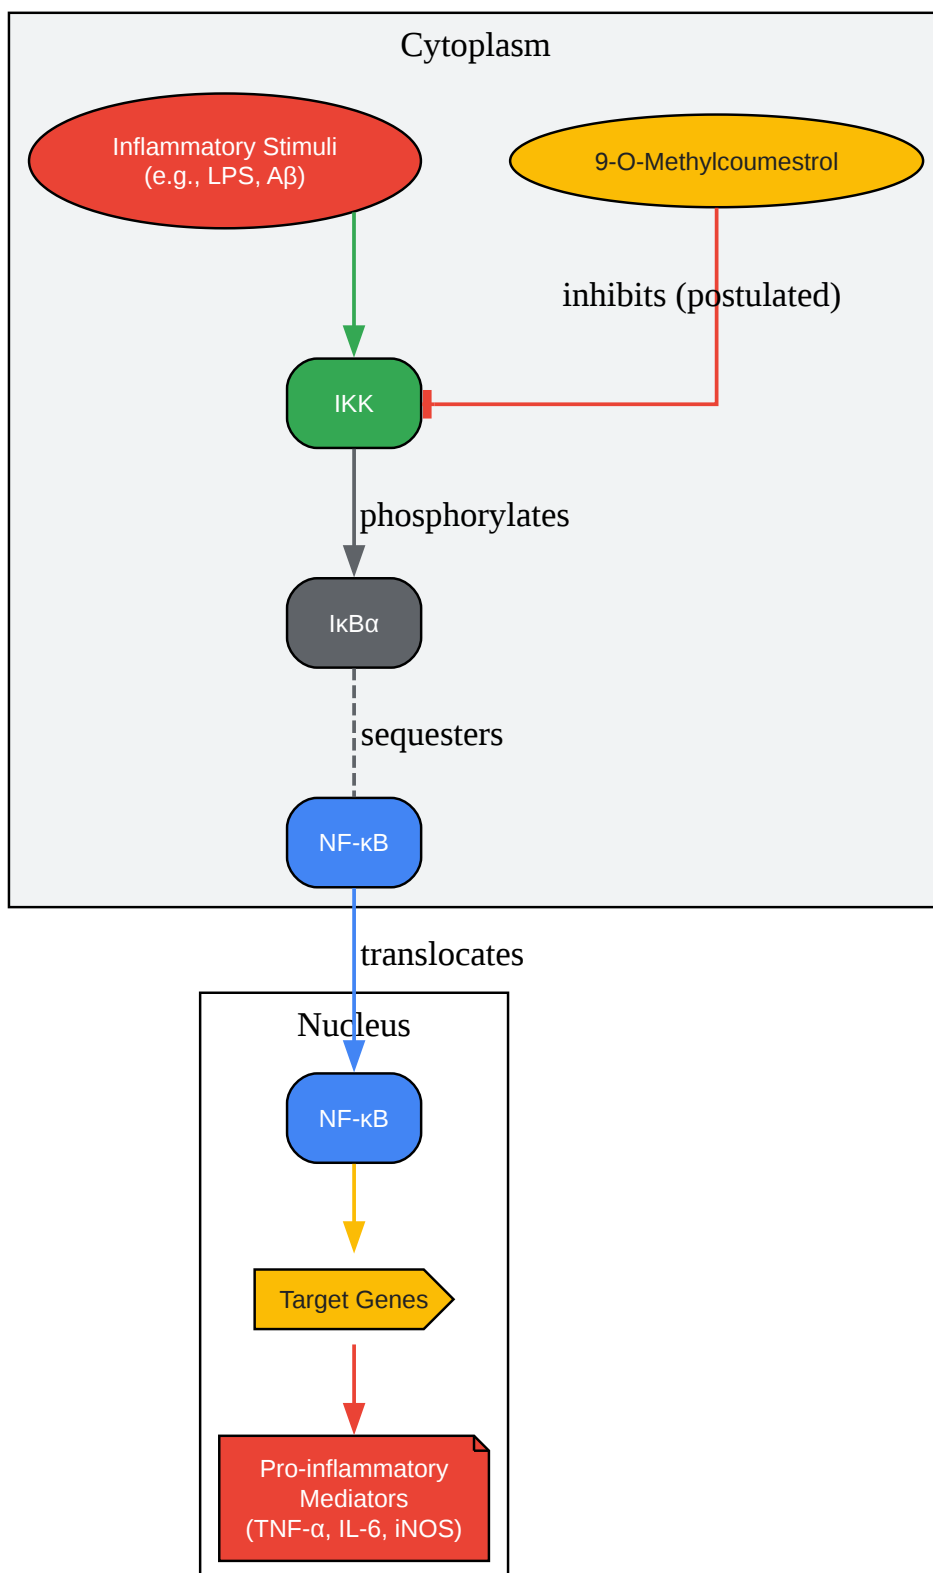 Cytoplasm
Inflammatory Stimuli
(e.g., LPS, Aβ)
9-O-Methylcoumestrol
inhibits (postulated)
IKK
phosphorylates
IκBα
sequesters
NF-κB
translocates
Nucleus
NF-κB
Target Genes
Pro-inflammatory
Mediators
(TNF-α, IL-6, iNOS)